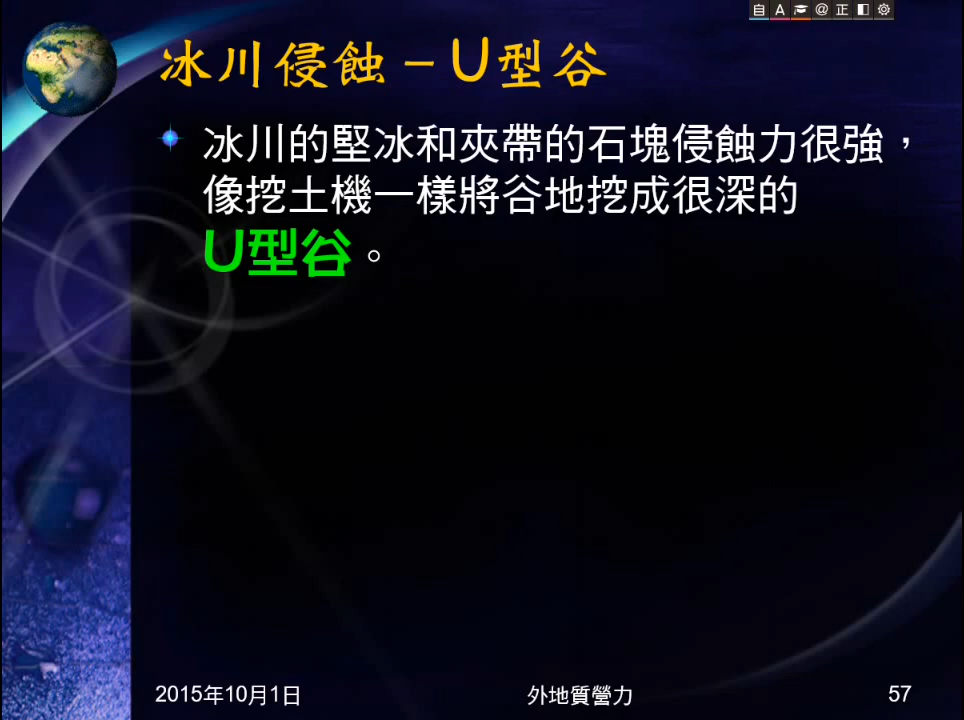 自 A @ 正
冰川侵蝕－U型谷
冰川的堅冰和夾帶的石塊侵蝕力很強，
像挖土機一樣將谷地挖成很深的
U型谷。
2015年10月1日 外地質營力 57